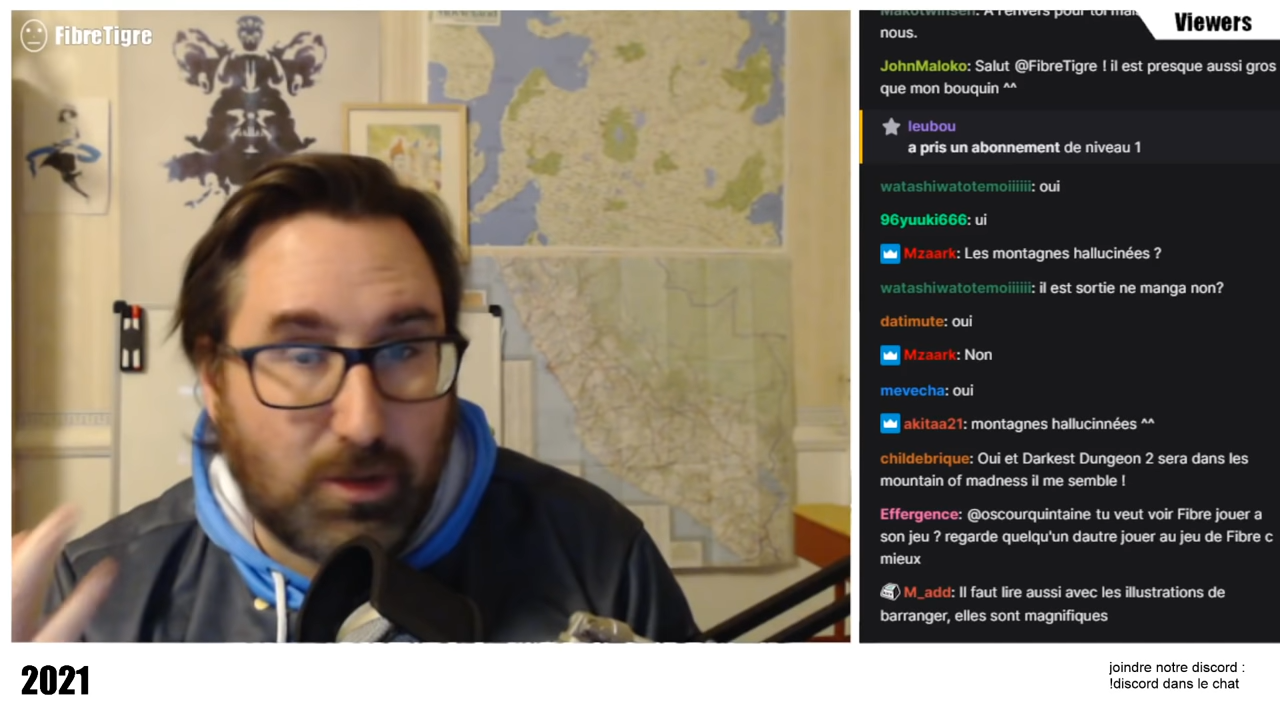 FibreTigre
Viewers
nous.
JohnMaloko: Salut @FibreTigre ! il est presque aussi gros
que mon bouquin ^^
leubou
a pris un abonnement de niveau 1
watashiwatotemoiiiiii: oui
96yuuki666: ui
Mzaark: Les montagnes hallucinées ?
watashiwatotemoiiiiii: il est sortie ne manga non?
datimute: oui
Mzaark: Non
mevecha: oui
akitaa21: montagnes hallucinnées ^^
childebrique: Oui et Darkest Dungeon 2 sera dans les
mountain of madness il me semble !
Effergence: @oscourquintaine tu veut voir Fibre jouer a
son jeu ? regarde quelqu'un dautre jouer au jeu de Fibre c
mieux
M_add: Il faut lire aussi avec les illustrations de
barranger, elles sont magnifiques
2021
joindre notre discord :
!discord dans le chat